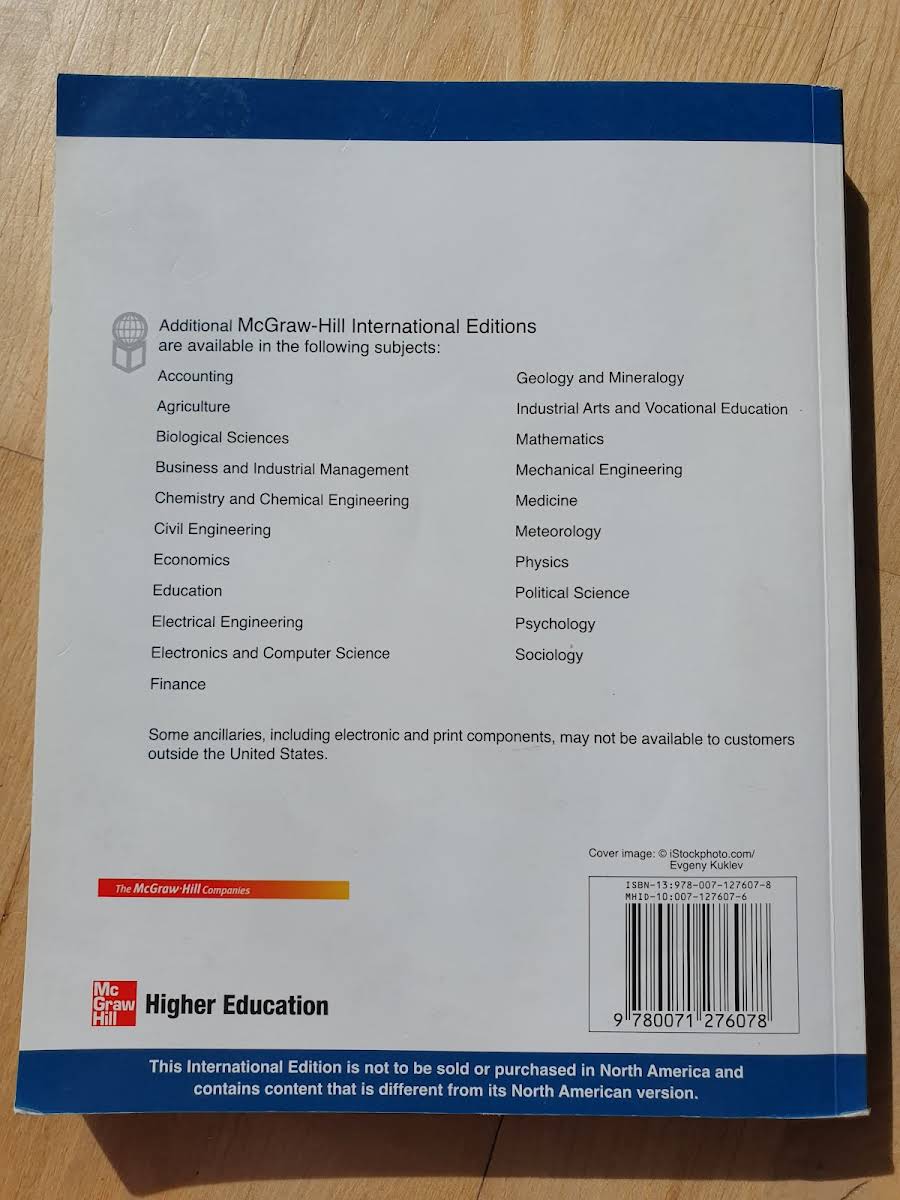 Additional McGraw-Hill International Editions
are available in the following subjects:
Accounting
Agriculture
Biological Sciences
Business and Industrial Management
Chemistry and Chemical Engineering
Civil Engineering
Economics
Education
Electrical Engineering
Electronics and Computer Science
Finance
Geology and Mineralogy
Industrial Arts and Vocational Education
Mathematics
Mechanical Engineering
Medicine
Meteorology
Physics
Political Science
Psychology
Sociology
Some ancillaries, including electronic and print components, may not be available to customers
outside the United States.
Cover image: © iStockphoto.com/
Evgeny Kuklev
The McGraw·Hill Companies
ISBN-13:978-007-127607-8
MHID-10:007-127607-6
9 780071 276078
Mc
Graw
Hill
Higher Education
This International Edition is not to be sold or purchased in North America and
contains content that is different from its North American version.